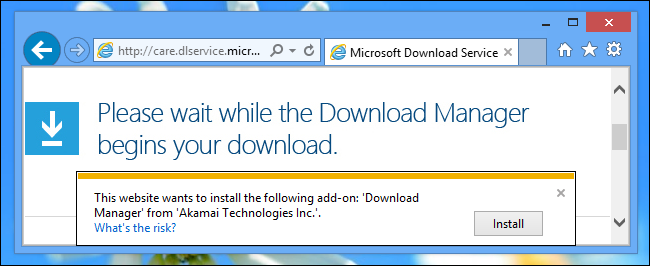 http://care.dlservice.micr...
Microsoft Download Service
Please wait while the Download Manager
begins your download.
This website wants to install the following add-on: 'Download
Manager' from 'Akamai Technologies Inc.'.
What's the risk?
Install